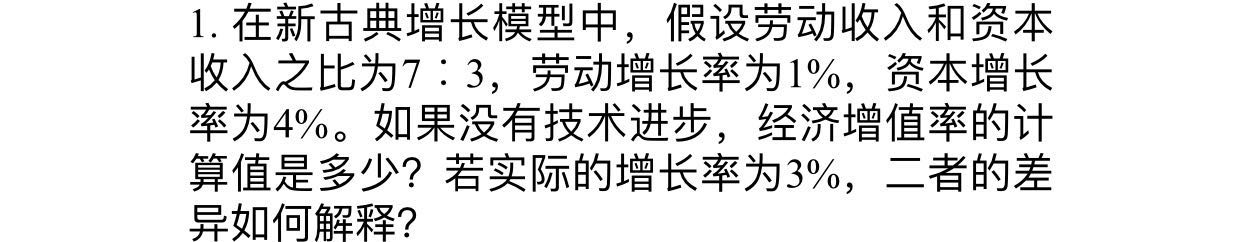 1. 在新古典增长模型中，假设劳动收入和资本
收入之比为7∶3，劳动增长率为1%，资本增长
率为4%。如果没有技术进步，经济增值率的计
算值是多少？若实际的增长率为3%，二者的差
异如何解释？